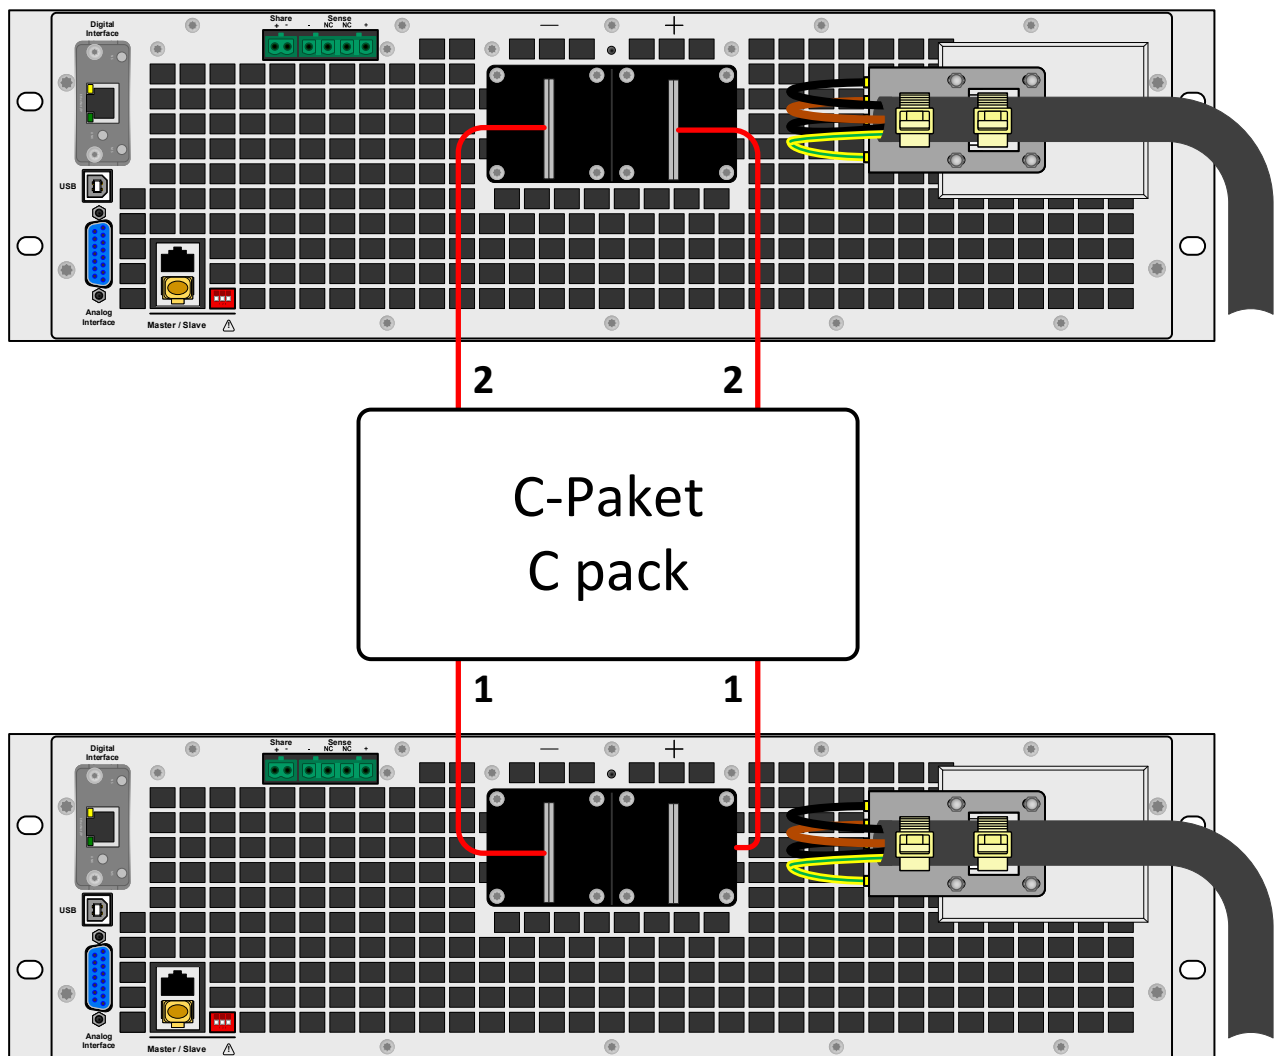 Digital
Interface
Share
+ -
Sense
- NC NC +
— +
USB
Analog
Interface
Master / Slave
2 2
C-Paket
C pack
1 1
Digital
Interface
Share
+ -
Sense
- NC NC +
— +
USB
Analog
Interface
Master / Slave